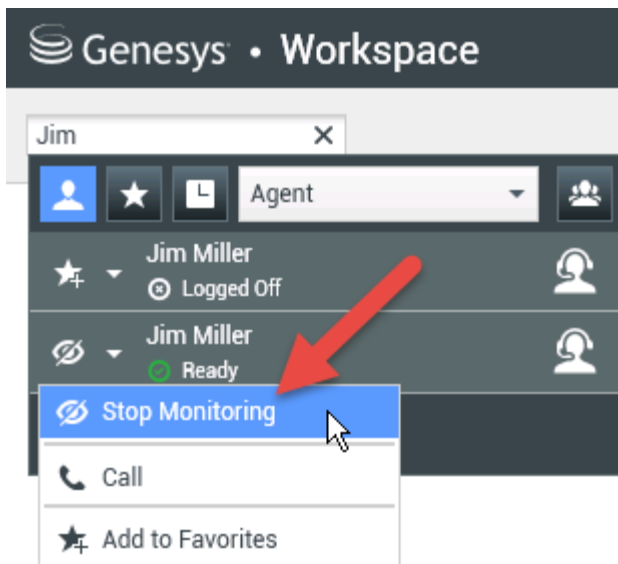 Genesys • Workspace
Jim
Agent
Jim Miller
Logged Off
Jim Miller
Ready
Stop Monitoring
Call
Add to Favorites